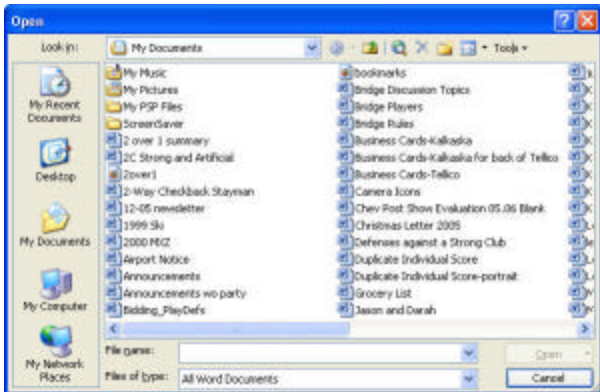 Open
Look in:
My Documents
Tools
My Recent
Documents
Desktop
My Documents
My Computer
My Network
Places
My Music
My Pictures
My PSP Files
ScreenSaver
2 over 1 summary
2C Strong and Artificial
2over1
2-Way Checkback Stayman
12-05 newsletter
1999 Ski
2000 MXZ
Airport Notice
Announcements
Announcements wo party
Bidding_PlayDefs
bookmarks
Bridge Discussion Topics
Bridge Players
Bridge Rules
Business Cards-Kalkaska
Business Cards-Kalkaska for back of Tellico
Business Cards-Tellico
Camera Icons
Chev Post Show Evaluation 05.06 Blank
Christmas Letter 2005
Defenses against a Strong Club
Duplicate Individual Score
Duplicate Individual Score-portrait
Grocery List
Jason and Darah
File name:
Open
Files of type:
All Word Documents
Cancel